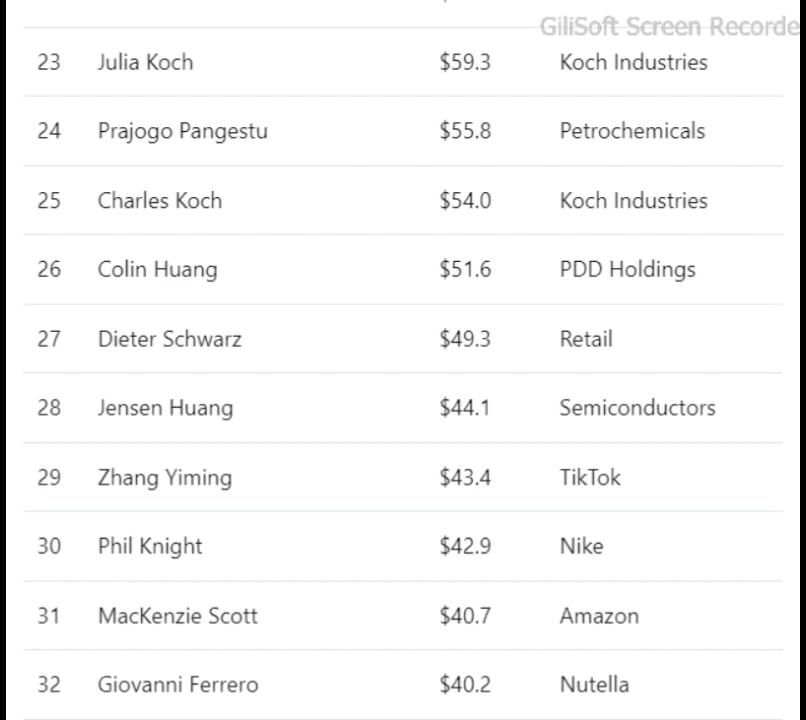 GiliSoft Screen Recorde
23 Julia Koch $59.3 Koch Industries
24 Prajogo Pangestu $55.8 Petrochemicals
25 Charles Koch $54.0 Koch Industries
26 Colin Huang $51.6 PDD Holdings
27 Dieter Schwarz $49.3 Retail
28 Jensen Huang $44.1 Semiconductors
29 Zhang Yiming $43.4 TikTok
30 Phil Knight $42.9 Nike
31 MacKenzie Scott $40.7 Amazon
32 Giovanni Ferrero $40.2 Nutella